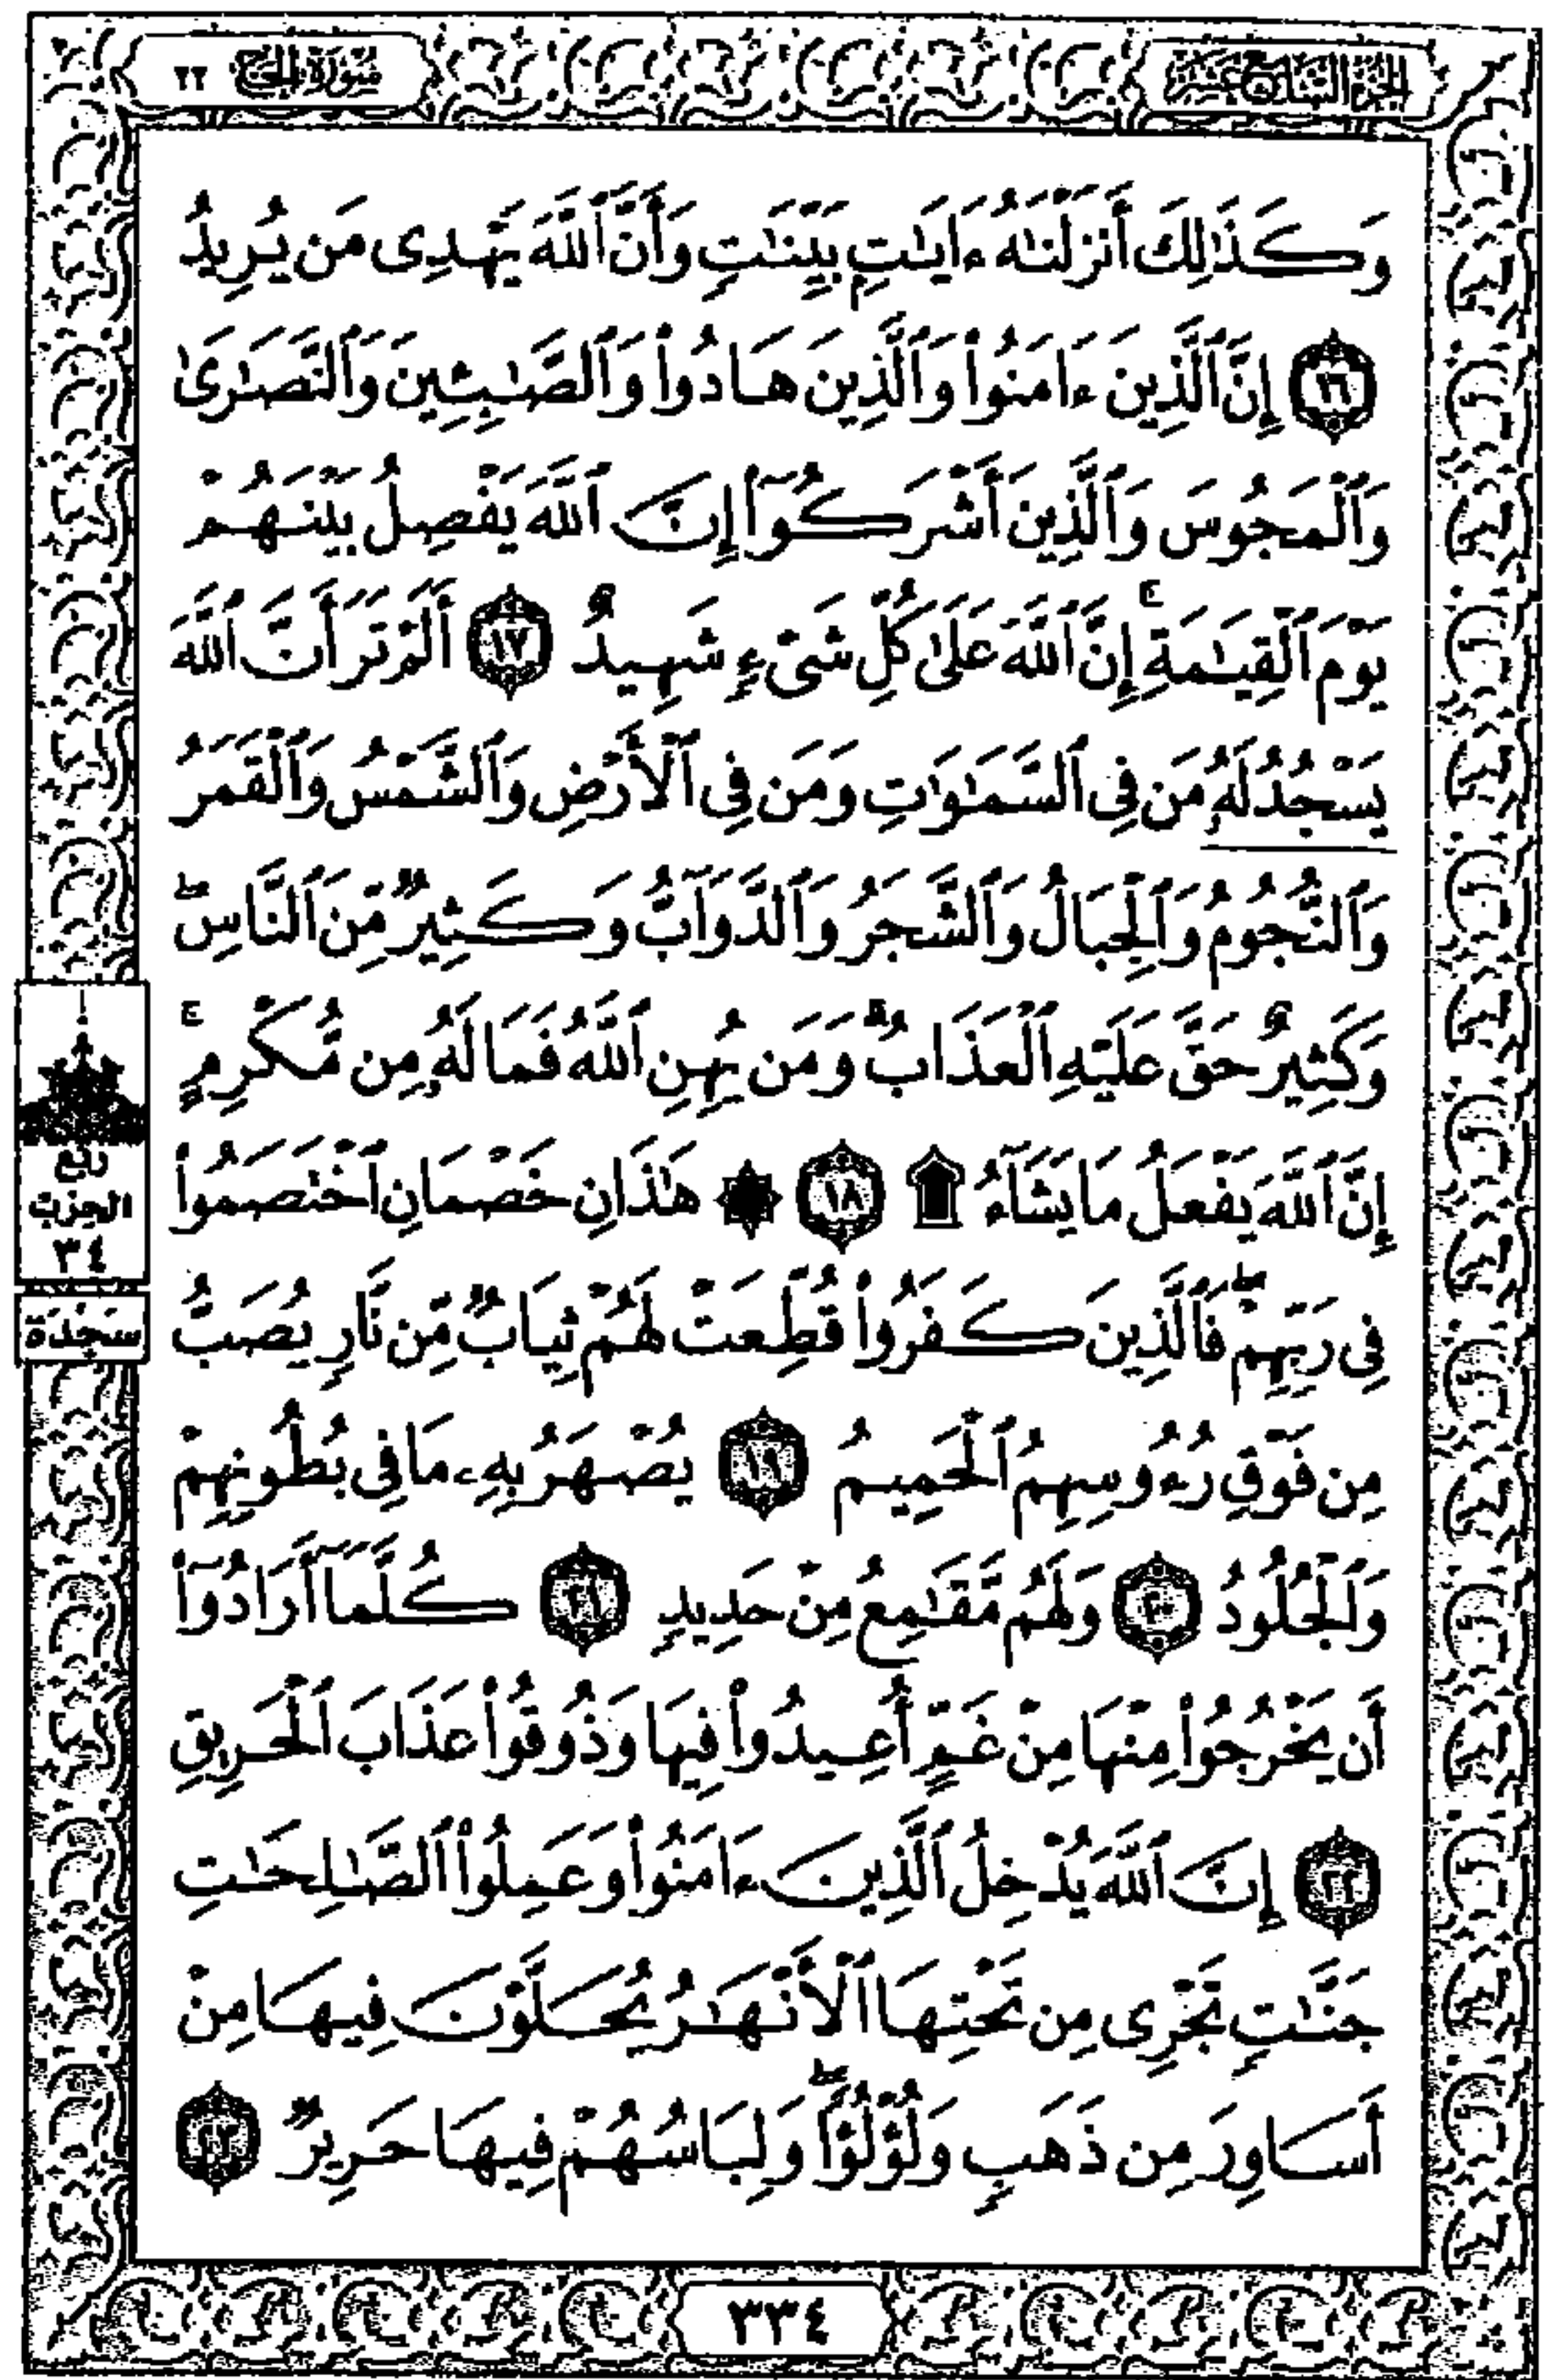 الجزء السابع عشر
سورة الحج ٢٢
وَكَذَٰلِكَ أَنزَلْنَٰهُ ءَايَٰتٍۭ بَيِّنَٰتٍ وَأَنَّ ٱللَّهَ يَهْدِى مَن يُرِيدُ
١٦ إِنَّ ٱلَّذِينَ ءَامَنُوا۟ وَٱلَّذِينَ هَادُوا۟ وَٱلصَّٰبِـِٔينَ وَٱلنَّصَٰرَىٰ
وَٱلْمَجُوسَ وَٱلَّذِينَ أَشْرَكُوٓا۟ إِنَّ ٱللَّهَ يَفْصِلُ بَيْنَهُمْ
يَوْمَ ٱلْقِيَٰمَةِ ۚ إِنَّ ٱللَّهَ عَلَىٰ كُلِّ شَىْءٍ شَهِيدٌ ١٧ أَلَمْ تَرَ أَنَّ ٱللَّهَ
يَسْجُدُ لَهُۥ مَن فِى ٱلسَّمَٰوَٰتِ وَمَن فِى ٱلْأَرْضِ وَٱلشَّمْسُ وَٱلْقَمَرُ
وَٱلنُّجُومُ وَٱلْجِبَالُ وَٱلشَّجَرُ وَٱلدَّوَآبُّ وَكَثِيرٌ مِّنَ ٱلنَّاسِ ۖ
وَكَثِيرٌ حَقَّ عَلَيْهِ ٱلْعَذَابُ ۗ وَمَن يُهِنِ ٱللَّهُ فَمَا لَهُۥ مِن مُّكْرِمٍ ۚ
إِنَّ ٱللَّهَ يَفْعَلُ مَا يَشَآءُ ۩ ١٨ ۞ هَٰذَانِ خَصْمَانِ ٱخْتَصَمُوا۟
فِى رَبِّهِمْ ۖ فَٱلَّذِينَ كَفَرُوا۟ قُطِّعَتْ لَهُمْ ثِيَابٌ مِّن نَّارٍ يُصَبُّ
مِن فَوْقِ رُءُوسِهِمُ ٱلْحَمِيمُ ١٩ يُصْهَرُ بِهِۦ مَا فِى بُطُونِهِمْ
وَٱلْجُلُودُ ٢٠ وَلَهُم مَّقَٰمِعُ مِنْ حَدِيدٍ ٢١ كُلَّمَآ أَرَادُوٓا۟
أَن يَخْرُجُوا۟ مِنْهَا مِنْ غَمٍّ أُعِيدُوا۟ فِيهَا وَذُوقُوا۟ عَذَابَ ٱلْحَرِيقِ
٢٢ إِنَّ ٱللَّهَ يُدْخِلُ ٱلَّذِينَ ءَامَنُوا۟ وَعَمِلُوا۟ ٱلصَّٰلِحَٰتِ
جَنَّٰتٍ تَجْرِى مِن تَحْتِهَا ٱلْأَنْهَٰرُ يُحَلَّوْنَ فِيهَا مِنْ
أَسَاوِرَ مِن ذَهَبٍ وَلُؤْلُؤًا ۖ وَلِبَاسُهُمْ فِيهَا حَرِيرٌ ٢٣
ربع
الحزب
٣٤
سجدة
٣٣٤